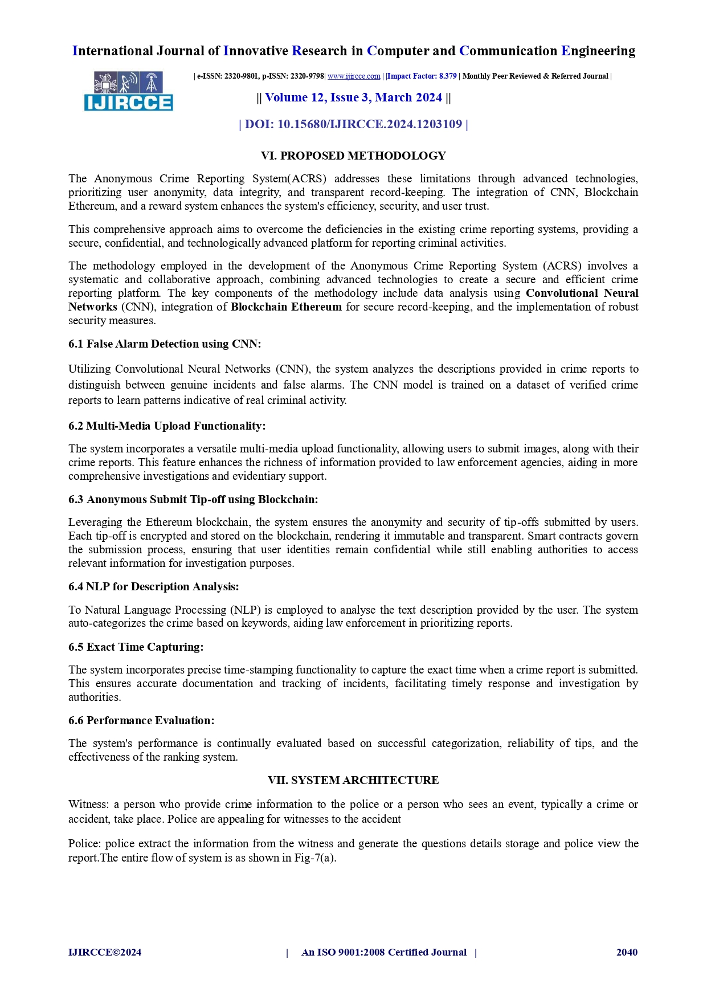 International Journal of Innovative Research in Computer and Communication Engineering
| e-ISSN: 2320-9801, p-ISSN: 2320-9798| www.ijircce.com | |Impact Factor: 8.379 | Monthly Peer Reviewed & Referred Journal |
IJIRCCE
|| Volume 12, Issue 3, March 2024 ||
| DOI: 10.15680/IJIRCCE.2024.1203109 |
VI. PROPOSED METHODOLOGY
The Anonymous Crime Reporting System(ACRS) addresses these limitations through advanced technologies,
prioritizing user anonymity, data integrity, and transparent record-keeping. The integration of CNN, Blockchain
Ethereum, and a reward system enhances the system's efficiency, security, and user trust.
This comprehensive approach aims to overcome the deficiencies in the existing crime reporting systems, providing a
secure, confidential, and technologically advanced platform for reporting criminal activities.
The methodology employed in the development of the Anonymous Crime Reporting System (ACRS) involves a
systematic and collaborative approach, combining advanced technologies to create a secure and efficient crime
reporting platform. The key components of the methodology include data analysis using Convolutional Neural
Networks (CNN), integration of Blockchain Ethereum for secure record-keeping, and the implementation of robust
security measures.
6.1 False Alarm Detection using CNN:
Utilizing Convolutional Neural Networks (CNN), the system analyzes the descriptions provided in crime reports to
distinguish between genuine incidents and false alarms. The CNN model is trained on a dataset of verified crime
reports to learn patterns indicative of real criminal activity.
6.2 Multi-Media Upload Functionality:
The system incorporates a versatile multi-media upload functionality, allowing users to submit images, along with their
crime reports. This feature enhances the richness of information provided to law enforcement agencies, aiding in more
comprehensive investigations and evidentiary support.
6.3 Anonymous Submit Tip-off using Blockchain:
Leveraging the Ethereum blockchain, the system ensures the anonymity and security of tip-offs submitted by users.
Each tip-off is encrypted and stored on the blockchain, rendering it immutable and transparent. Smart contracts govern
the submission process, ensuring that user identities remain confidential while still enabling authorities to access
relevant information for investigation purposes.
6.4 NLP for Description Analysis:
To Natural Language Processing (NLP) is employed to analyse the text description provided by the user. The system
auto-categorizes the crime based on keywords, aiding law enforcement in prioritizing reports.
6.5 Exact Time Capturing:
The system incorporates precise time-stamping functionality to capture the exact time when a crime report is submitted.
This ensures accurate documentation and tracking of incidents, facilitating timely response and investigation by
authorities.
6.6 Performance Evaluation:
The system's performance is continually evaluated based on successful categorization, reliability of tips, and the
effectiveness of the ranking system.
VII. SYSTEM ARCHITECTURE
Witness: a person who provide crime information to the police or a person who sees an event, typically a crime or
accident, take place. Police are appealing for witnesses to the accident
Police: police extract the information from the witness and generate the questions details storage and police view the
report.The entire flow of system is as shown in Fig-7(a).
IJIRCCE©2024 | An ISO 9001:2008 Certified Journal | 2040